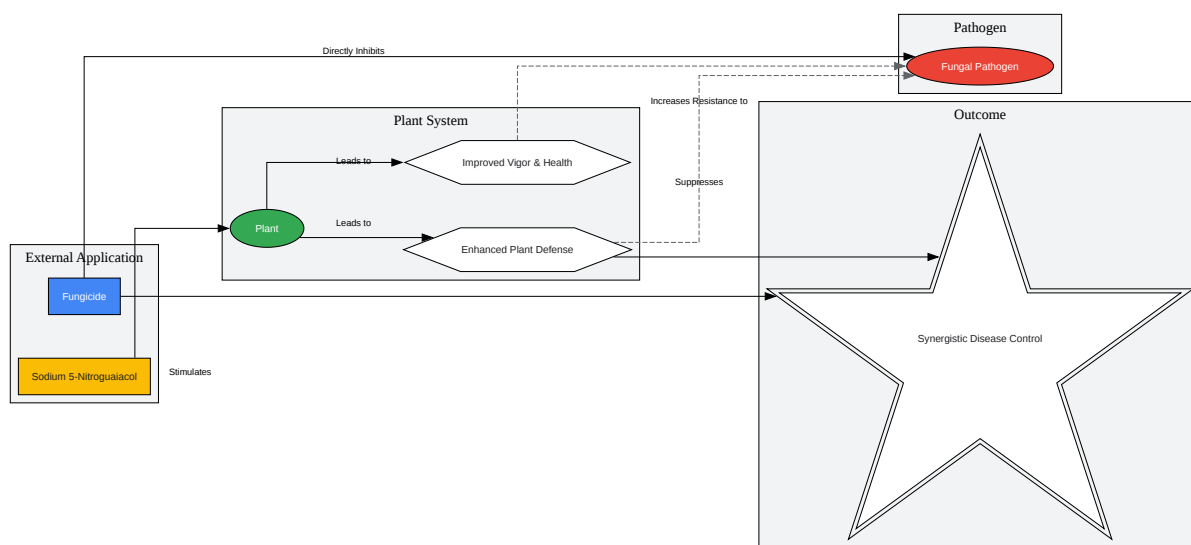 Pathogen
Directly Inhibits
Fungal Pathogen
Increases Resistance to
Outcome
Plant System
Leads to
Improved Vigor & Health
Suppresses
Leads to
Plant
Enhanced Plant Defense
External Application
Fungicide
Synergistic Disease Control
Sodium 5-Nitroguaiacol
Stimulates